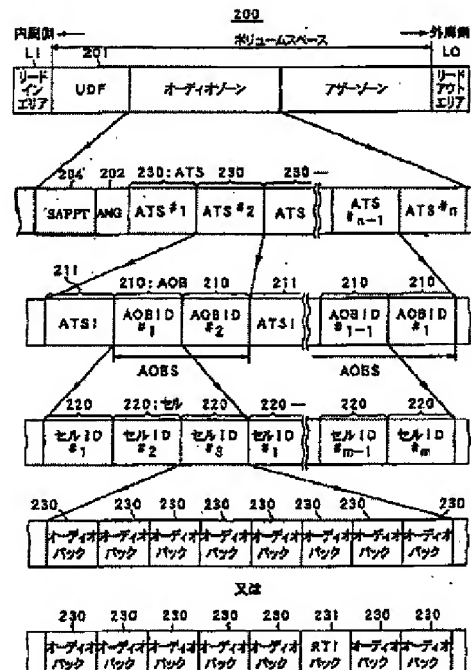 200
内周側 ← → 外周側
LI ボリュームスペース LO
201
リードインエリア UDF オーディオゾーン アザーゾーン リードアウトエリア
204 202 230:ATS 230 230
SAPPT ANG ATS #1 ATS #2 ATS ATS #n-1 ATS #n
211 210:AOB 210 211 210 210
ATSI AOBID #1 AOBID #2 ATSI AOBID #1-1 AOBID #1
AOBS AOBS
220 220:セル 220 220 220 220
セルID #1 セルID #2 セルID #3 セルID #1 セルID #m-1 セルID #m
230 230 230 230 230 230 230 230
オーディオパック オーディオパック オーディオパック オーディオパック オーディオパック オーディオパック オーディオパック オーディオパック
又は
230 230 230 230 230 231 230 230
オーディオパック オーディオパック オーディオパック オーディオパック オーディオパック RTI パック オーディオパック オーディオパック